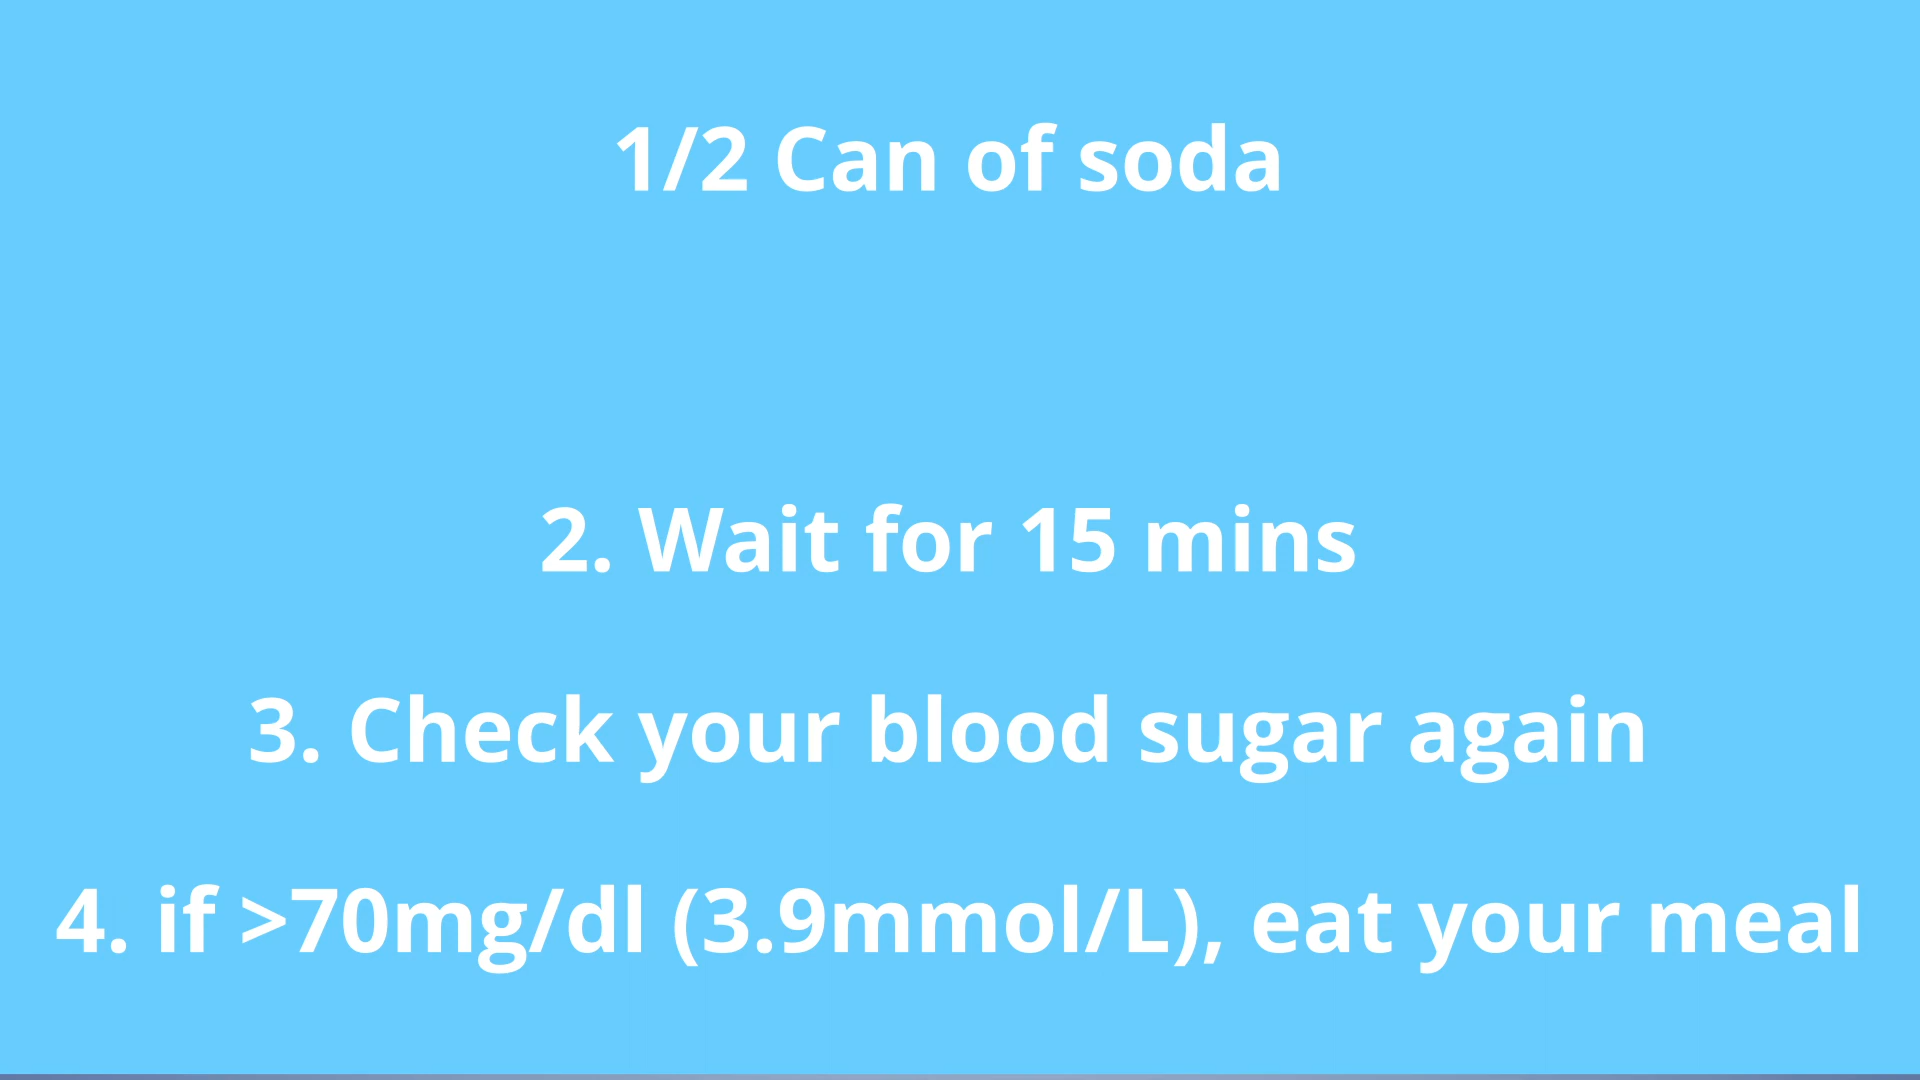 1/2 Can of soda
2. Wait for 15 mins
3. Check your blood sugar again
4. if >70mg/dl (3.9mmol/L), eat your meal